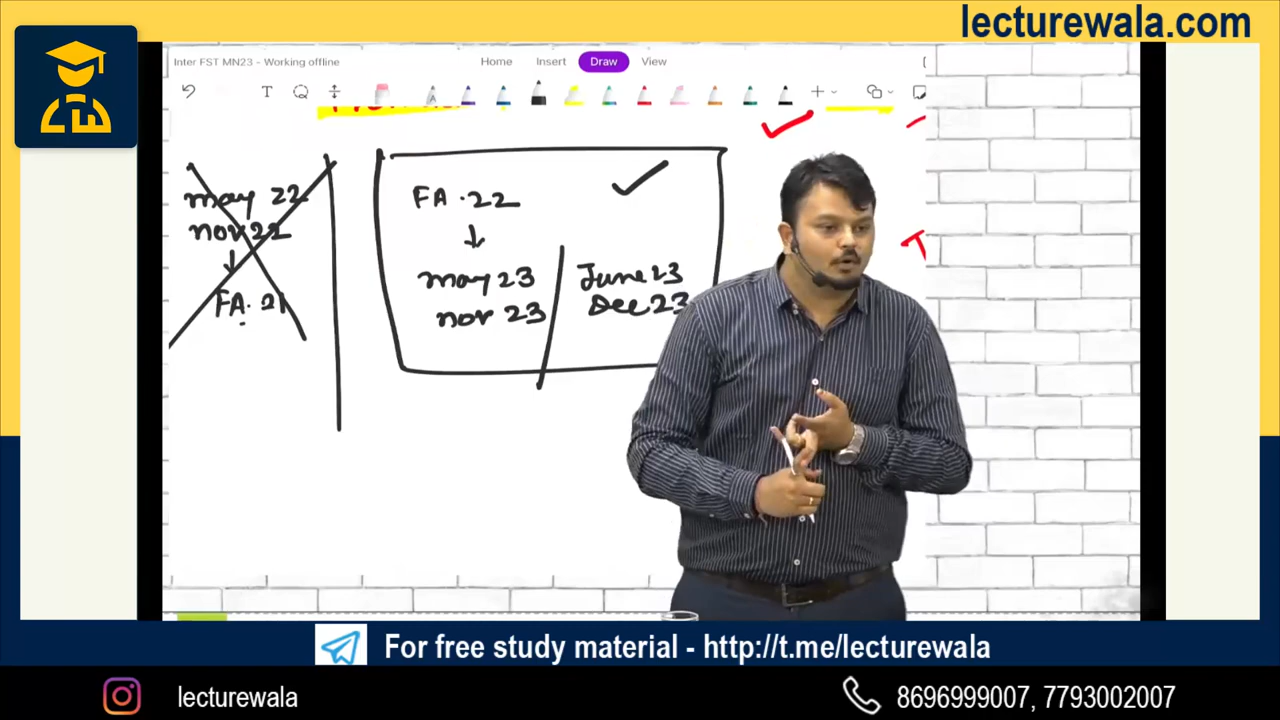 lecturewala.com
Inter FST MN23 - Working offline
Home Insert Draw View
may 22
nov 22
FA. 21
FA. 22
may 23
nov 23
June 23
Dec 23
For free study material - http://t.me/lecturewala
lecturewala
8696999007, 7793002007